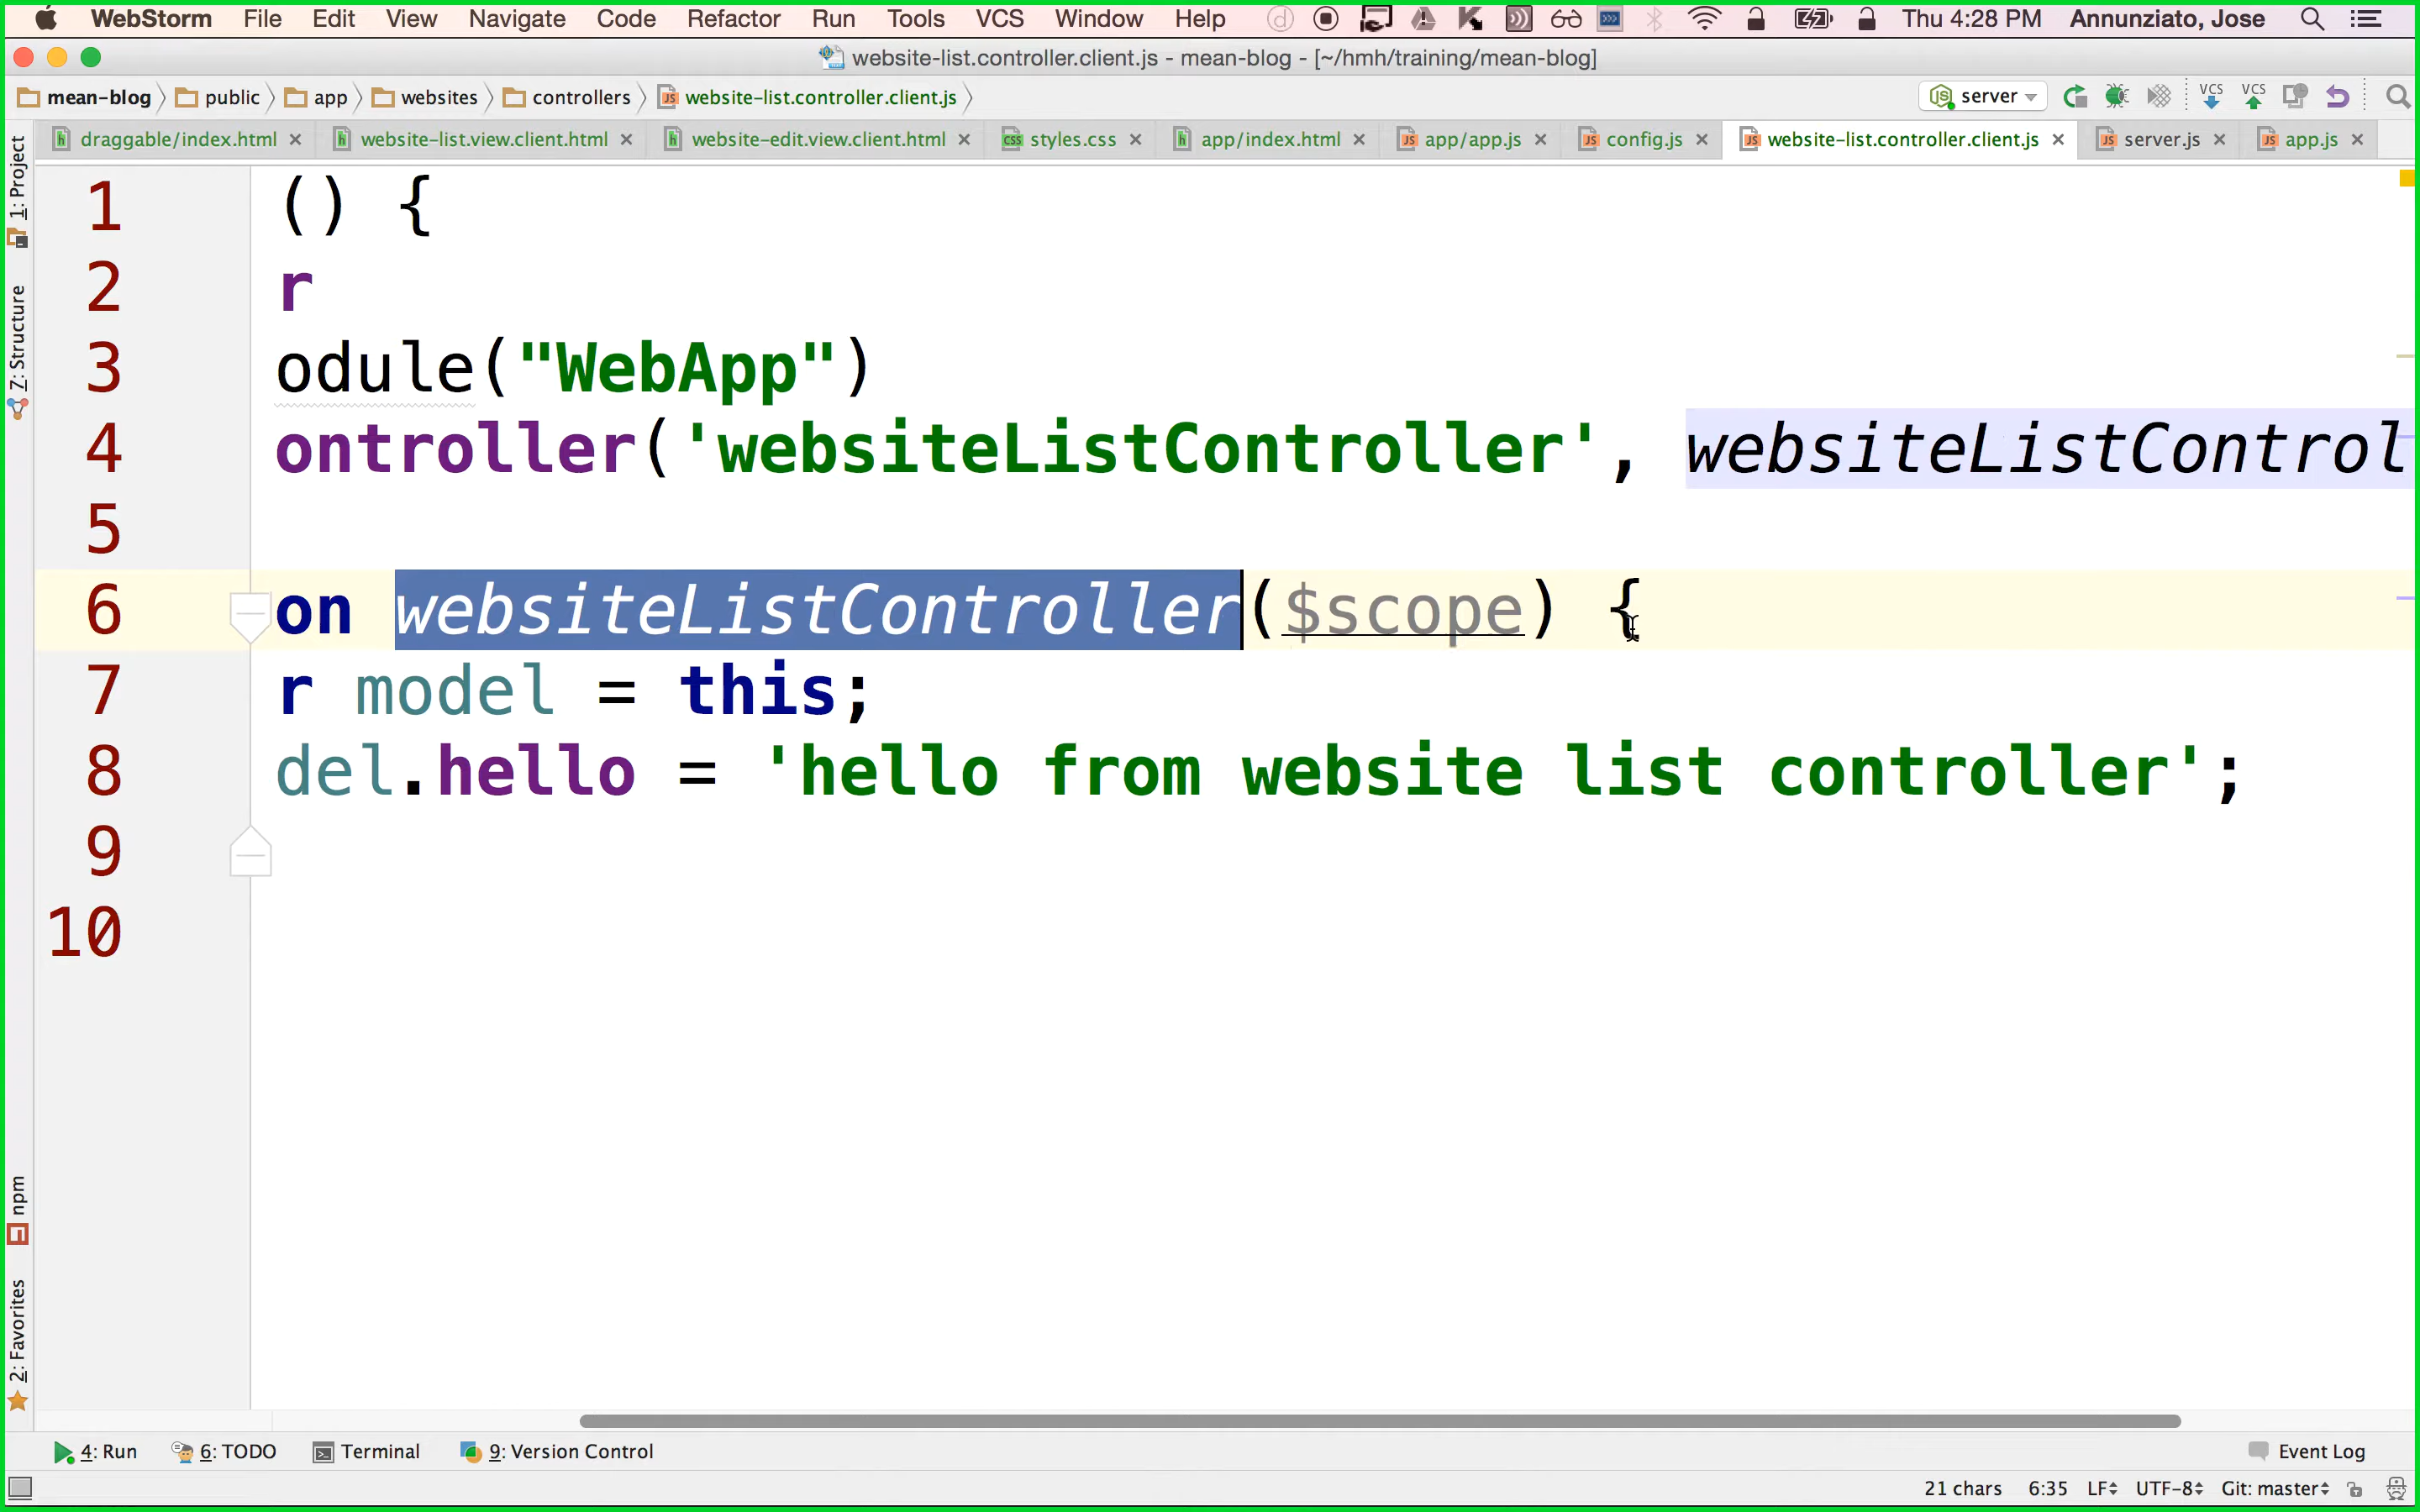 WebStorm File Edit View Navigate Code Refactor Run Tools VCS Window Help Thu 4:28 PM Annunziato, Jose
website-list.controller.client.js - mean-blog - [~/hmh/training/mean-blog]
mean-blog public app websites controllers website-list.controller.client.js server VCS VCS
draggable/index.html website-list.view.client.html website-edit.view.client.html styles.css app/index.html app/app.js config.js website-list.controller.client.js server.js app.js
1: Project
7: Structure
npm
2: Favorites
1 () {
2 r
3 odule("WebApp")
4 ontroller('websiteListController', websiteListControl
5
6 on websiteListController($scope) {
7 r model = this;
8 del.hello = 'hello from website list controller';
9
10
4: Run 6: TODO Terminal 9: Version Control Event Log
21 chars 6:35 LF UTF-8 Git: master